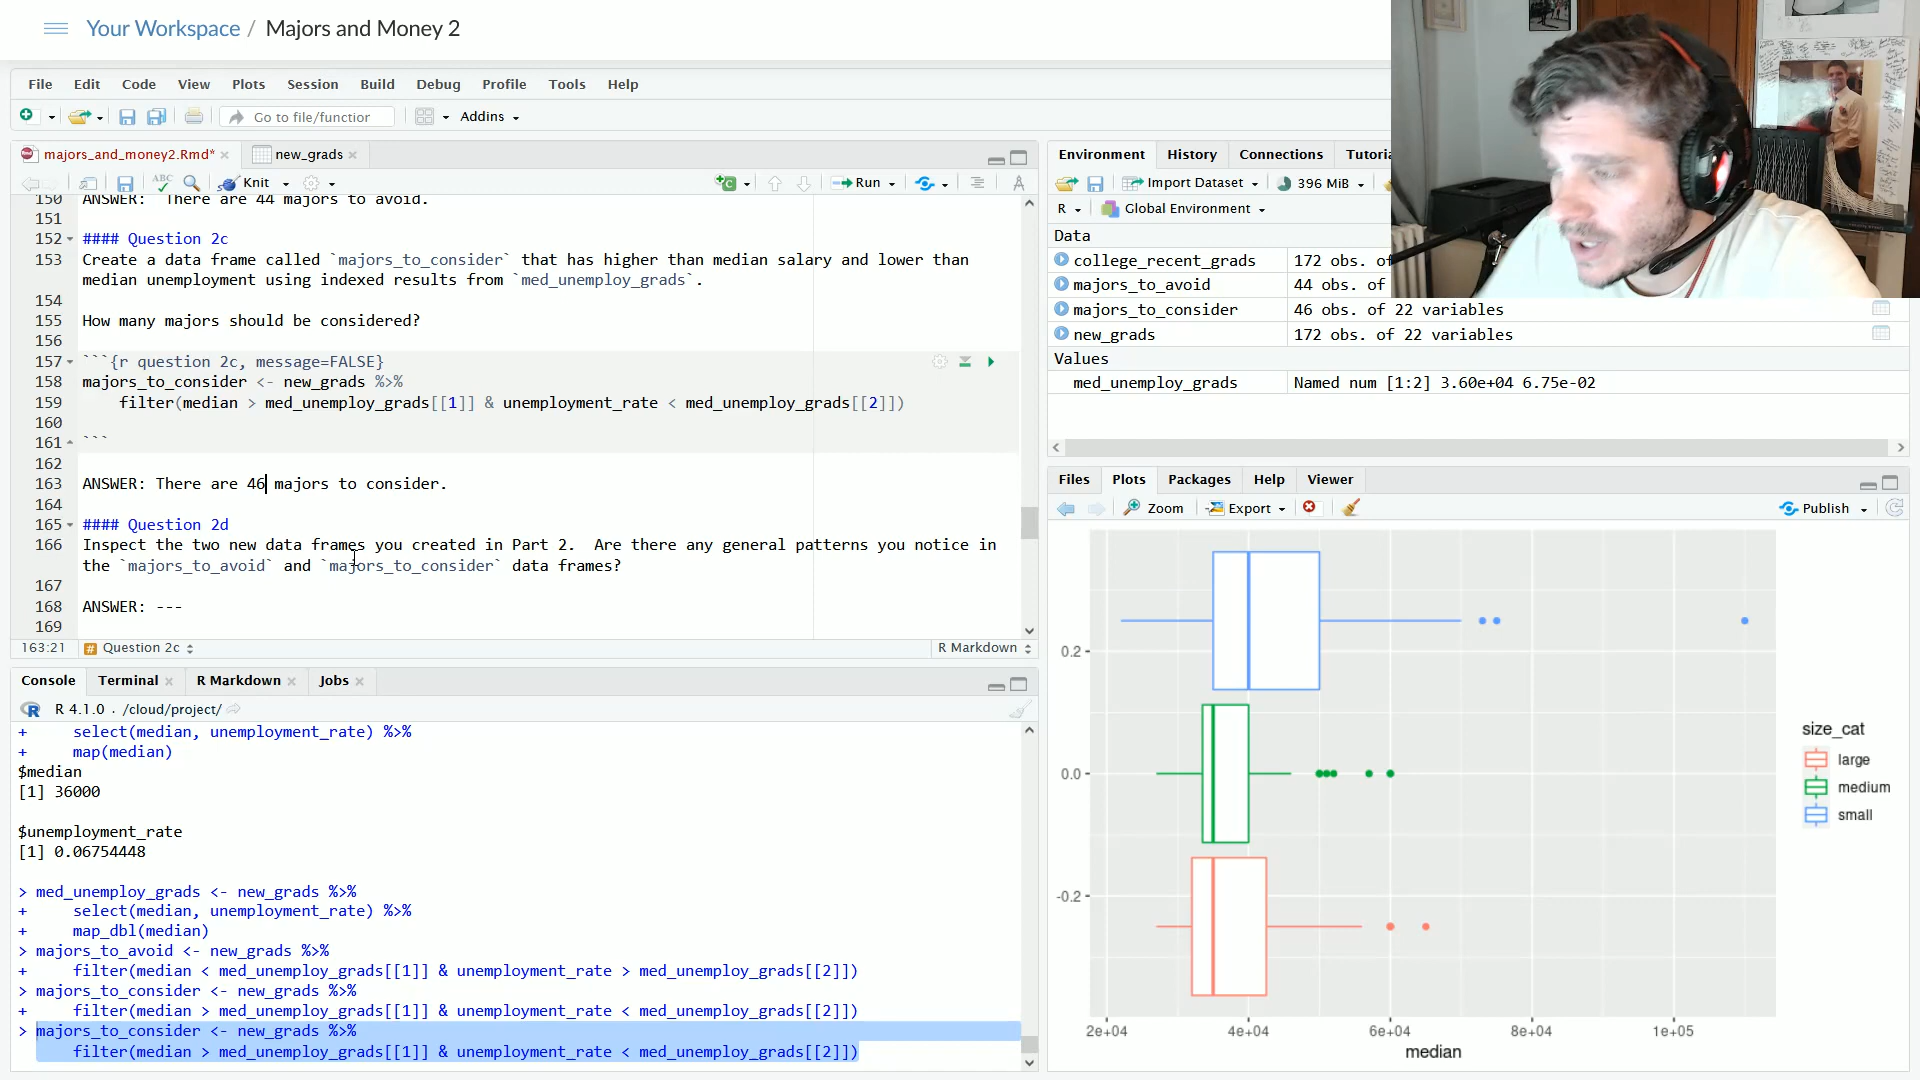 Your Workspace / Majors and Money 2
File Edit Code View Plots Session Build Debug Profile Tools Help
Go to file/function Addins
majors_and_money2.Rmd* new_grads
ABC Knit Run
150 ANSWER: There are 44 majors to avoid.
151
152 #### Question 2c
153 Create a data frame called `majors_to_consider` that has higher than median salary and lower than
median unemployment using indexed results from `med_unemploy_grads`.
154
155 How many majors should be considered?
156
157 ```{r question 2c, message=FALSE}
158 majors_to_consider <- new_grads %>%
159 filter(median > med_unemploy_grads[[1]] & unemployment_rate < med_unemploy_grads[[2]])
160
161 ```
162
163 ANSWER: There are 46 majors to consider.
164
165 #### Question 2d
166 Inspect the two new data frames you created in Part 2.  Are there any general patterns you notice in
the `majors_to_avoid` and `majors_to_consider` data frames?
167
168 ANSWER: ---
169
163:21 # Question 2c R Markdown
Console Terminal R Markdown Jobs
R 4.1.0 . /cloud/project/
+ select(median, unemployment_rate) %>%
+ map(median)
$median
[1] 36000
$unemployment_rate
[1] 0.06754448
> med_unemploy_grads <- new_grads %>%
+ select(median, unemployment_rate) %>%
+ map_dbl(median)
> majors_to_avoid <- new_grads %>%
+ filter(median < med_unemploy_grads[[1]] & unemployment_rate > med_unemploy_grads[[2]])
> majors_to_consider <- new_grads %>%
+ filter(median > med_unemploy_grads[[1]] & unemployment_rate < med_unemploy_grads[[2]])
> majors_to_consider <- new_grads %>%
filter(median > med_unemploy_grads[[1]] & unemployment_rate < med_unemploy_grads[[2]])
Environment History Connections
Import Dataset 396 MiB
R Global Environment
Data
college_recent_grads 172 obs. of
majors_to_avoid 44 obs. of
majors_to_consider 46 obs. of 22 variables
new_grads 172 obs. of 22 variables
Values
med_unemploy_grads Named num [1:2] 3.60e+04 6.75e-02
Files Plots Packages Help Viewer
Zoom Export Publish
0.2
0.0
-0.2
2e+04 4e+04 6e+04 8e+04 1e+05
median
size_cat
large
medium
small